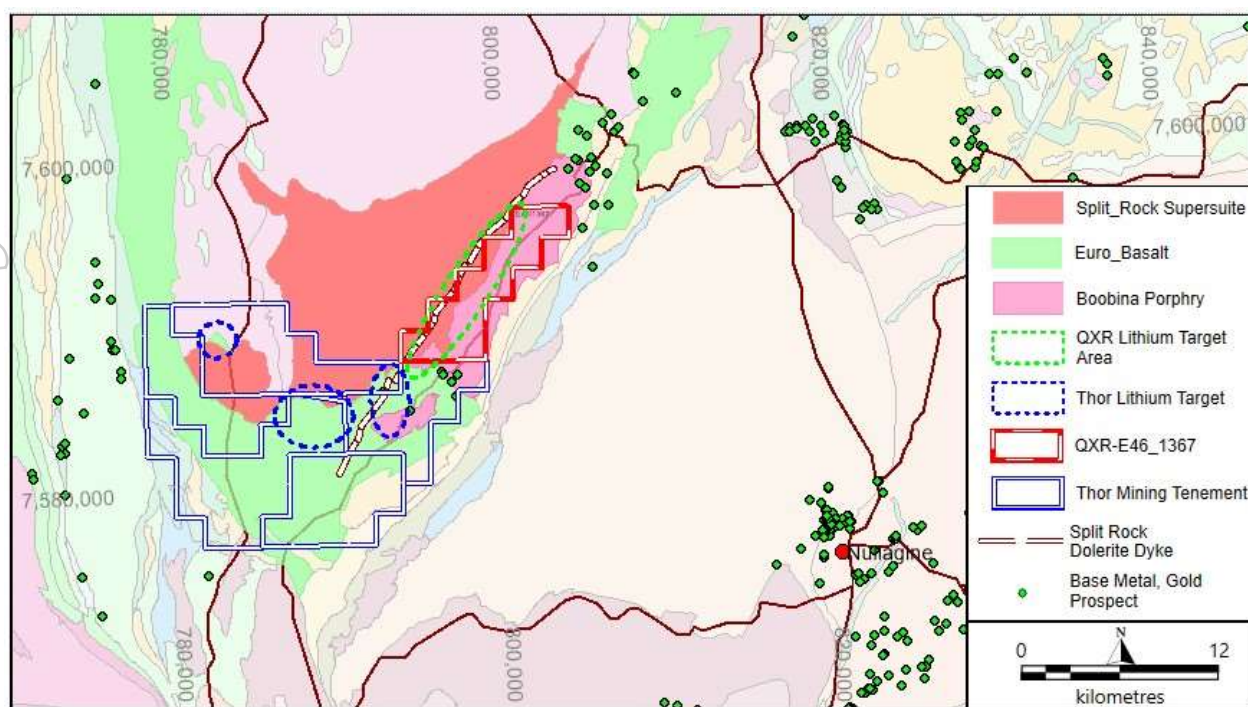 780,000
800,000
820,000
840,000
7,600,000
7,600,000
7,580,000
Nullagine
780,000
800,000
820,000
Split_Rock Supersuite
Euro_Basalt
Boobina Porphry
QXR Lithium Target
Area
Thor Lithium Target
QXR-E46_1367
Thor Mining Tenement
Split Rock
Dolerite Dyke
Base Metal, Gold
Prospect
N
0
12
kilometres